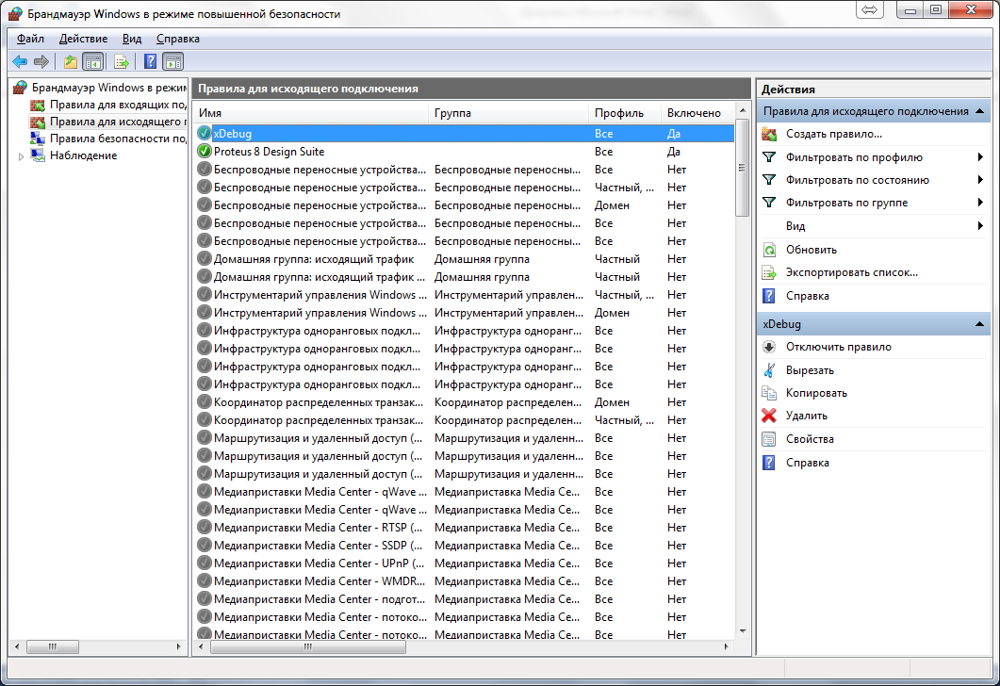 Брандмауэр Windows в режиме повышенной безопасности
Файл Действие Вид Справка
Брандмауэр Windows в режи
Правила для входящих по
Правила для исходящего п
Правила безопасности по
Наблюдение
Правила для исходящего подключения
Имя Группа Профиль Включено
xDebug Все Да
Proteus 8 Design Suite Все Да
Беспроводные переносные устройства... Беспроводные переносны... Все Нет
Беспроводные переносные устройства... Беспроводные переносны... Частный, ... Нет
Беспроводные переносные устройства... Беспроводные переносны... Домен Нет
Беспроводные переносные устройства... Беспроводные переносны... Все Нет
Беспроводные переносные устройства... Беспроводные переносны... Все Нет
Домашняя группа: исходящий трафик Домашняя группа Частный Нет
Домашняя группа: исходящий трафик ... Домашняя группа Частный Нет
Инструментарий управления Windows ... Инструментарий управлен... Частный, ... Нет
Инструментарий управления Windows ... Инструментарий управлен... Домен Нет
Инфраструктура одноранговых подкл... Инфраструктура одноранг... Все Нет
Инфраструктура одноранговых подкл... Инфраструктура одноранг... Все Нет
Инфраструктура одноранговых подкл... Инфраструктура одноранг... Все Нет
Инфраструктура одноранговых подкл... Инфраструктура одноранг... Все Нет
Координатор распределенных транзак... Координатор распределен... Домен Нет
Координатор распределенных транзак... Координатор распределен... Частный, ... Нет
Маршрутизация и удаленный доступ (... Маршрутизация и удаленн... Все Нет
Маршрутизация и удаленный доступ (... Маршрутизация и удаленн... Все Нет
Маршрутизация и удаленный доступ (... Маршрутизация и удаленн... Все Нет
Медиаприставки Media Center - qWave ... Медиаприставка Media Ce... Все Нет
Медиаприставки Media Center - qWave ... Медиаприставка Media Ce... Все Нет
Медиаприставки Media Center - RTSP (... Медиаприставка Media Ce... Все Нет
Медиаприставки Media Center - SSDP (... Медиаприставка Media Ce... Все Нет
Медиаприставки Media Center - UPnP (... Медиаприставка Media Ce... Все Нет
Медиаприставки Media Center - WMDR... Медиаприставка Media Ce... Все Нет
Медиаприставки Media Center - подгот... Медиаприставка Media Ce... Все Нет
Медиаприставки Media Center - потоко... Медиаприставка Media Ce... Все Нет
Медиаприставки Media Center - потоко... Медиаприставка Media Ce... Все Нет
Действия
Правила для исходящего подключения
Создать правило...
Фильтровать по профилю
Фильтровать по состоянию
Фильтровать по группе
Вид
Обновить
Экспортировать список...
Справка
xDebug
Отключить правило
Вырезать
Копировать
Удалить
Свойства
Справка